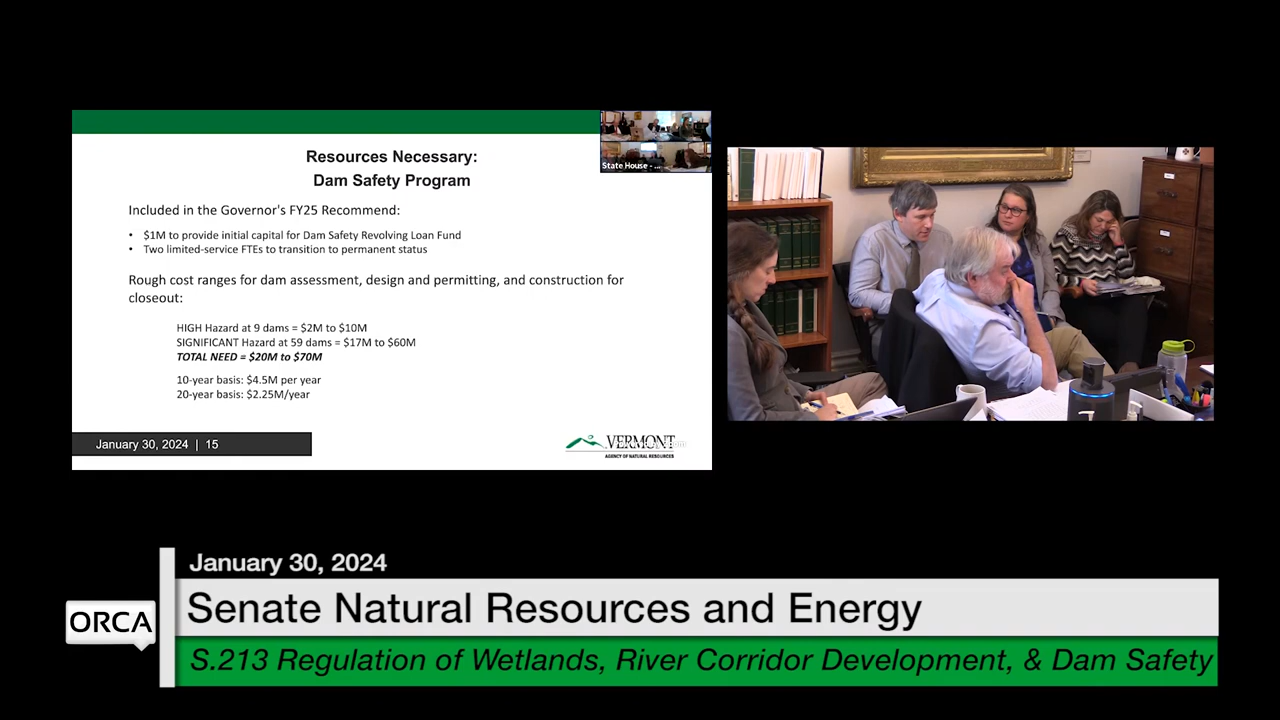 Resources Necessary:
Dam Safety Program
State House - ...
Included in the Governor's FY25 Recommend:
• $1M to provide initial capital for Dam Safety Revolving Loan Fund
• Two limited-service FTEs to transition to permanent status
Rough cost ranges for dam assessment, design and permitting, and construction for
closeout:
HIGH Hazard at 9 dams = $2M to $10M
SIGNIFICANT Hazard at 59 dams = $17M to $60M
TOTAL NEED = $20M to $70M
10-year basis: $4.5M per year
20-year basis: $2.25M/year
January 30, 2024 | 15
VERMONT
AGENCY OF NATURAL RESOURCES
January 30, 2024
ORCA
Senate Natural Resources and Energy
S.213 Regulation of Wetlands, River Corridor Development, & Dam Safety